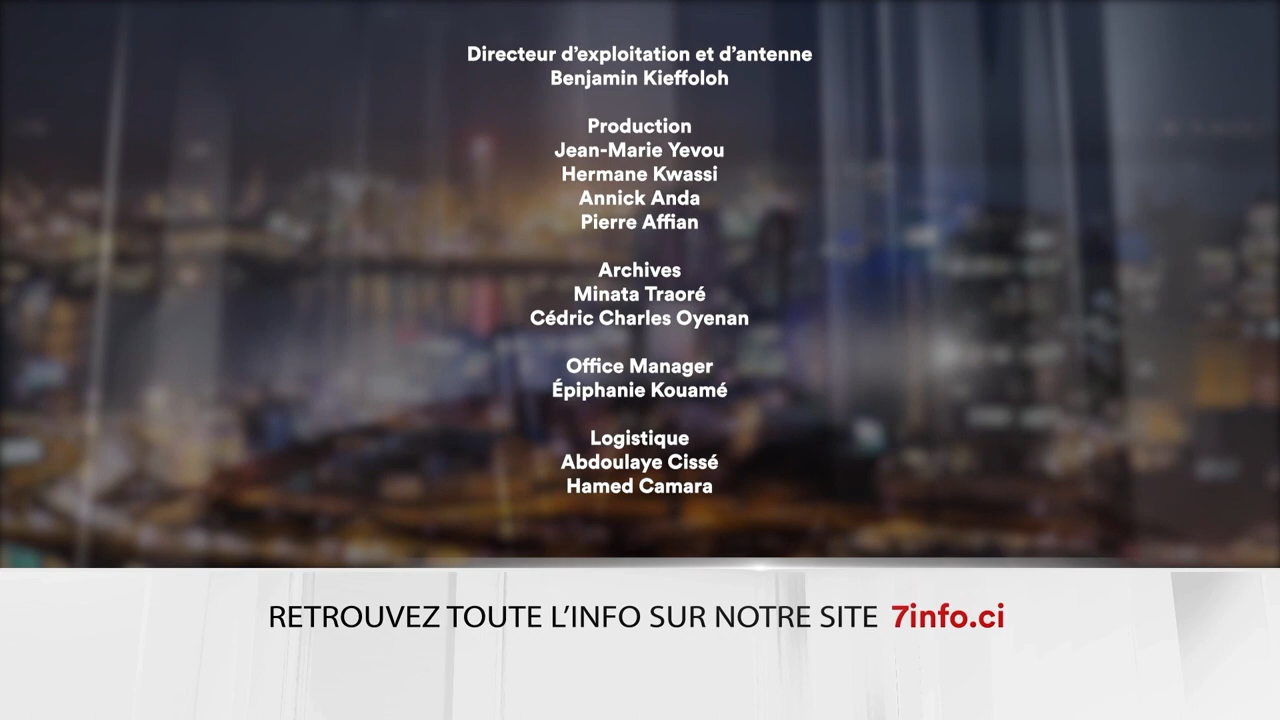 Directeur d’exploitation et d’antenne
Benjamin Kieffoloh
Production
Jean-Marie Yevou
Hermane Kwassi
Annick Anda
Pierre Affian
Archives
Minata Traoré
Cédric Charles Oyenan
Office Manager
Épiphanie Kouamé
Logistique
Abdoulaye Cissé
Hamed Camara
RETROUVEZ TOUTE L’INFO SUR NOTRE SITE 7info.ci